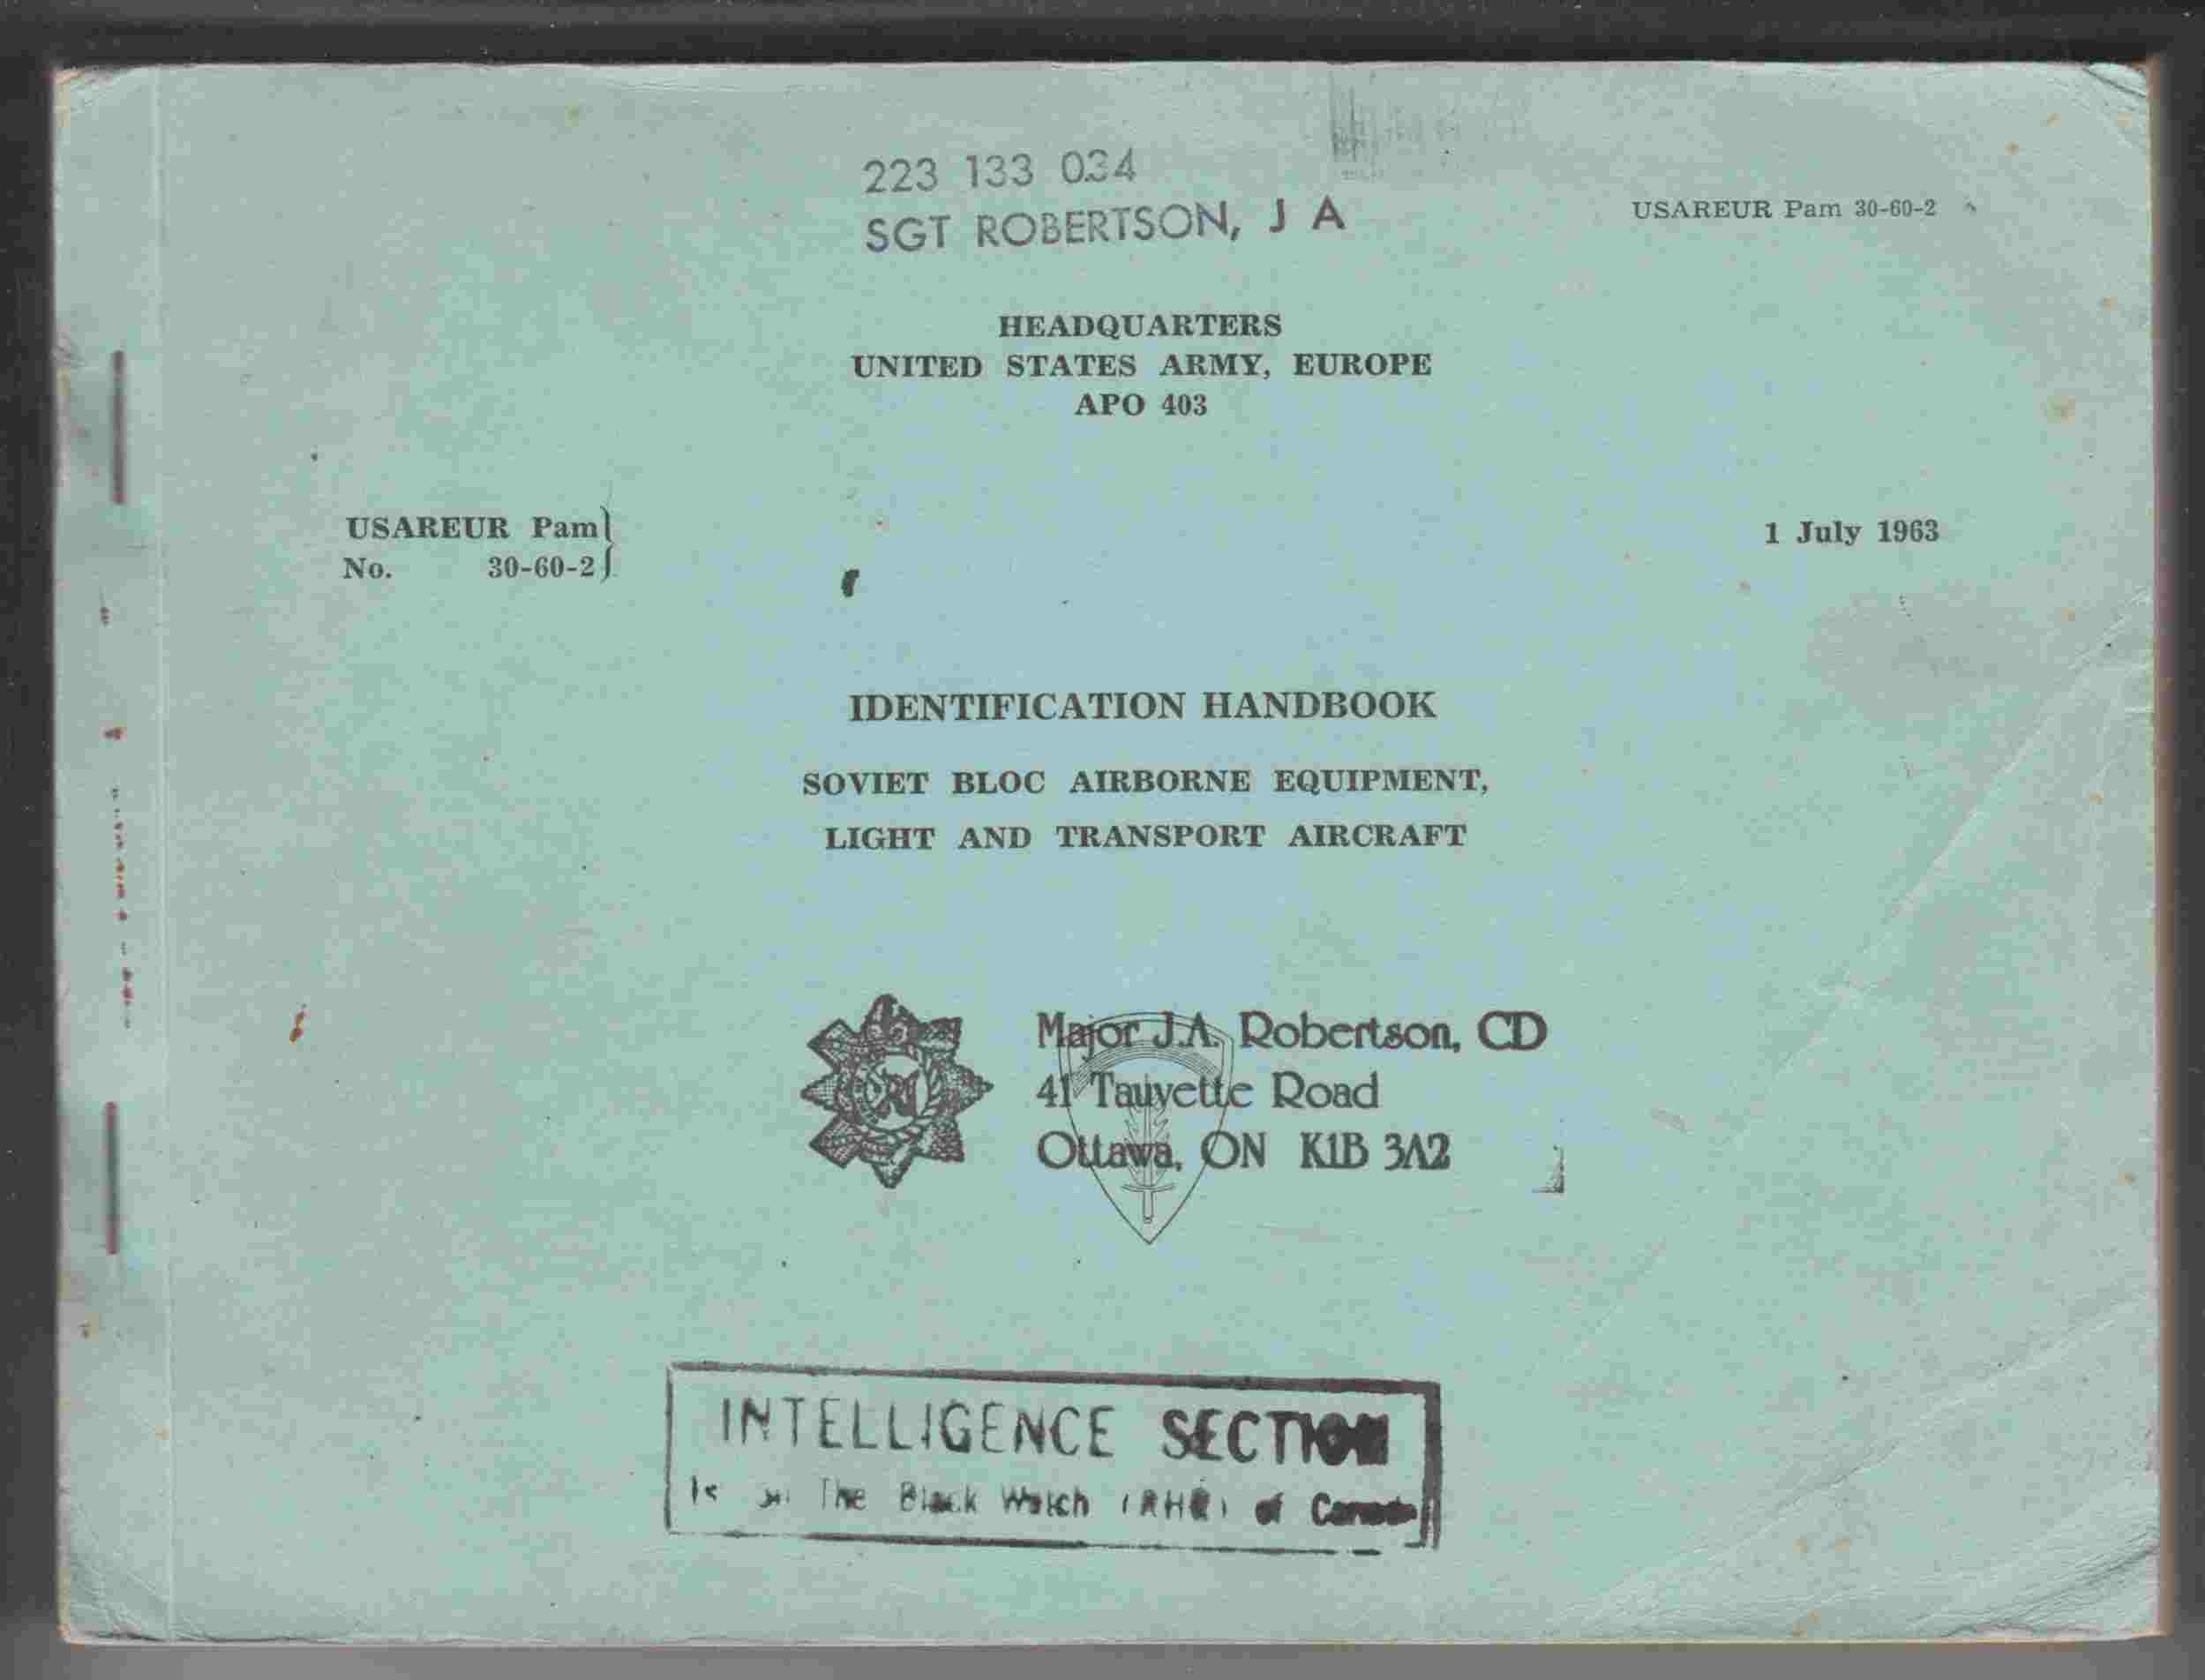 223 133 034
SGT ROBERTSON, J A
USAREUR Pam 30-60-2
HEADQUARTERS
UNITED STATES ARMY, EUROPE
APO 403
USAREUR Pam
No. 30-60-2
1 July 1963
IDENTIFICATION HANDBOOK
SOVIET BLOC AIRBORNE EQUIPMENT,
LIGHT AND TRANSPORT AIRCRAFT
Major J.A. Robertson, CD
41 Tauvette Road
Ottawa, ON K1B 3A2
INTELLIGENCE SECTION
The Black Watch (RHR) of Canada